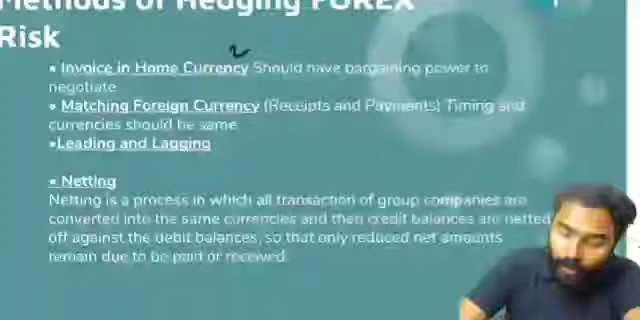 Methods of Hedging FOREX
Risk
• Invoice in Home Currency Should have bargaining power to
negotiate
• Matching Foreign Currency (Receipts and Payments) Timing and
currencies should be same
•Leading and Lagging
• Netting
Netting is a process in which all transaction of group companies are
converted into the same currencies and then credit balances are netted
off against the debit balances, so that only reduced net amounts
remain due to be paid or received